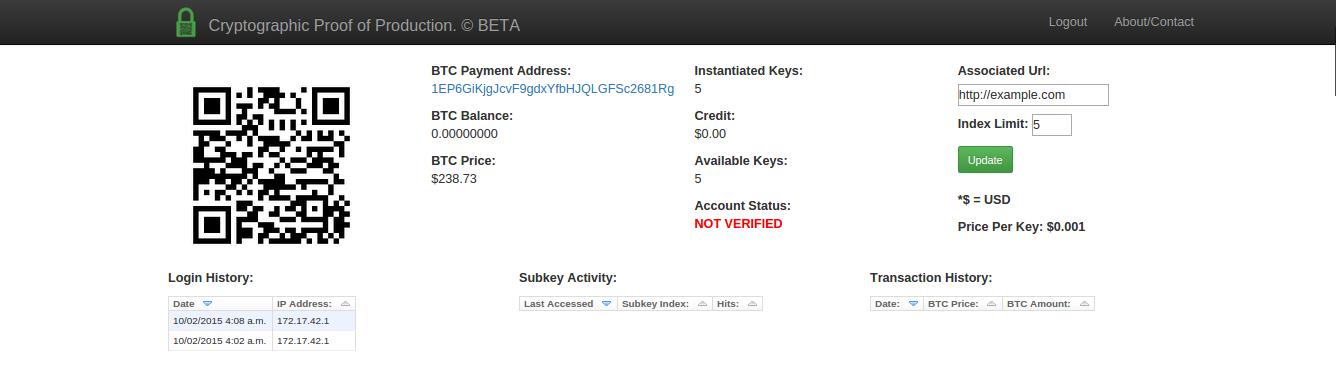 Cryptographic Proof of Production. © BETA
Logout
About/Contact
BTC Payment Address:
1EP6GiKjgJcvF9gdxYfbHJQLGFSc2681Rg
BTC Balance:
0.00000000
BTC Price:
$238.73
Instantiated Keys:
5
Credit:
$0.00
Available Keys:
5
Account Status:
NOT VERIFIED
Associated Url:
http://example.com
Index Limit: 5
Update
*$ = USD
Price Per Key: $0.001
Login History:
Date IP Address:
10/02/2015 4:08 a.m. 172.17.42.1
10/02/2015 4:02 a.m. 172.17.42.1
Subkey Activity:
Last Accessed Subkey Index: Hits:
Transaction History:
Date: BTC Price: BTC Amount: